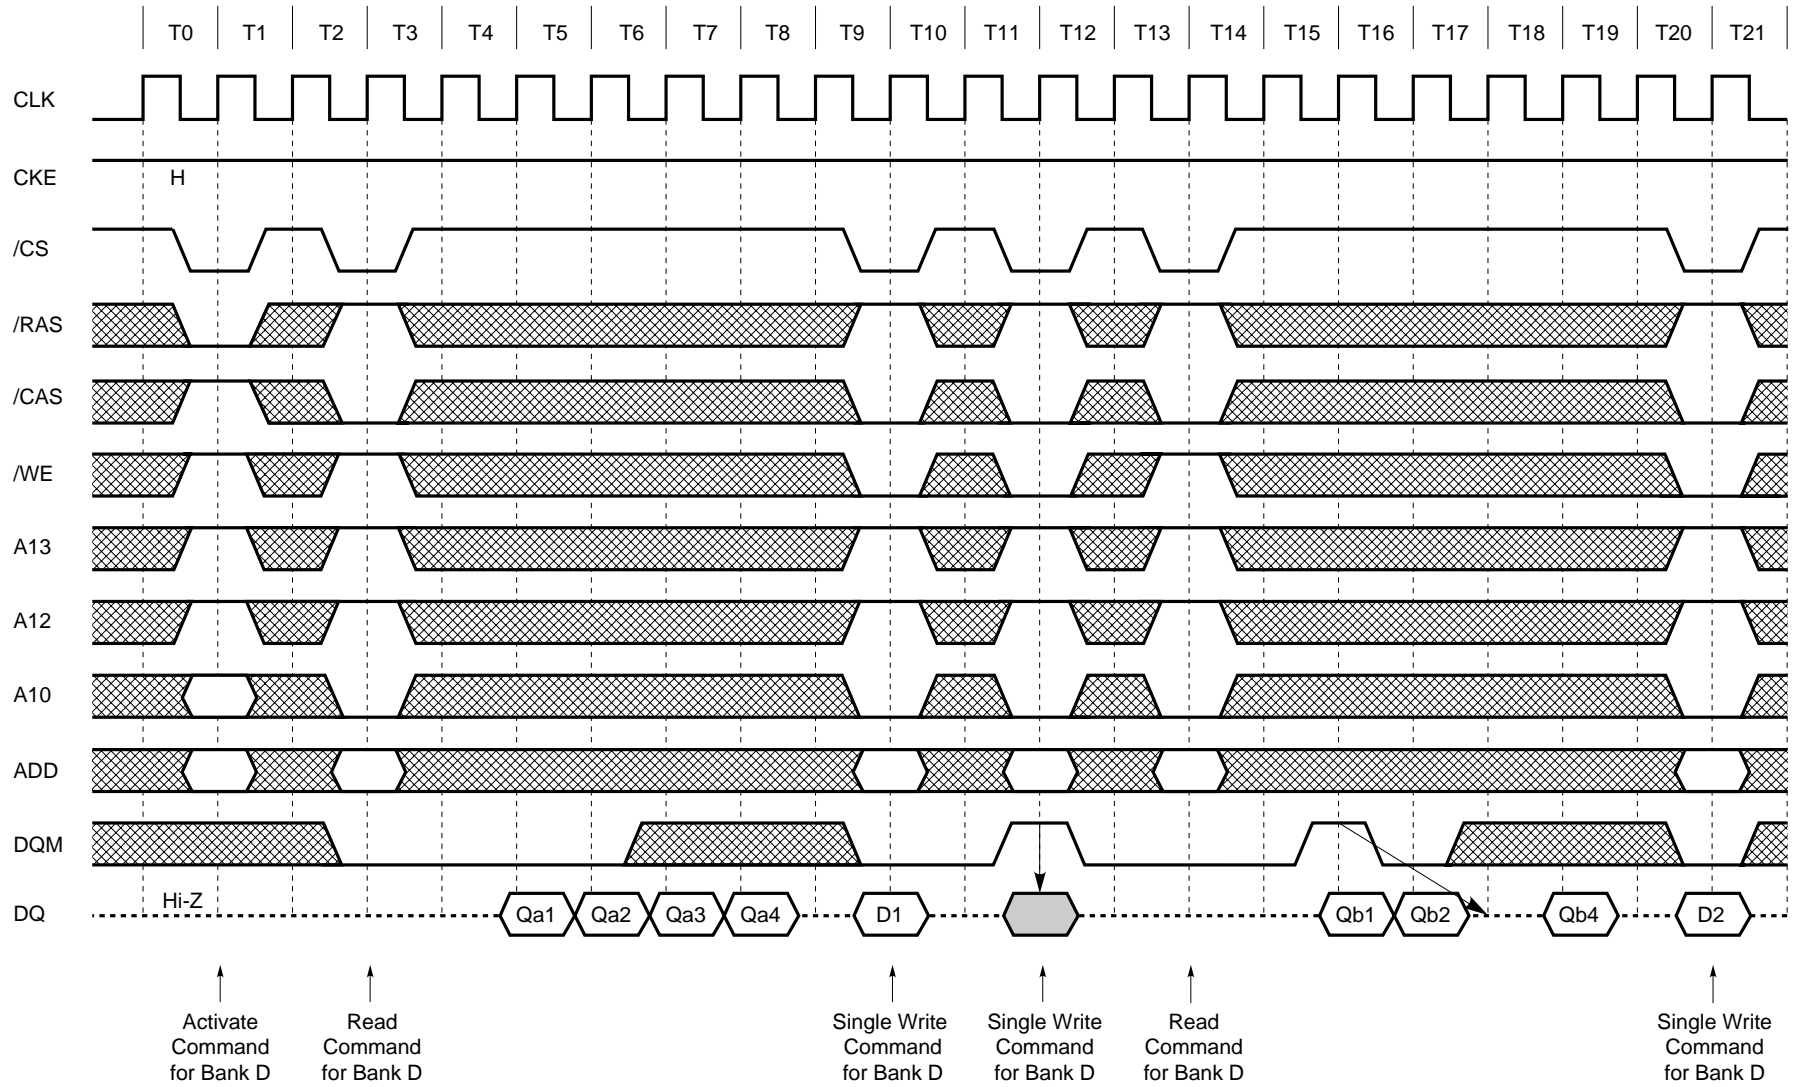 T0 T1 T2 T3 T4 T5 T6 T7 T8 T9 T10 T11 T12 T13 T14 T15 T16 T17 T18 T19 T20 T21
CLK
CKE H
/CS
/RAS
/CAS
/WE
A13
A12
A10
ADD
DQM
DQ Hi-Z Qa1 Qa2 Qa3 Qa4 D1 Qb1 Qb2 Qb4 D2
Activate
Command
for Bank D
Read
Command
for Bank D
Single Write
Command
for Bank D
Single Write
Command
for Bank D
Read
Command
for Bank D
Single Write
Command
for Bank D